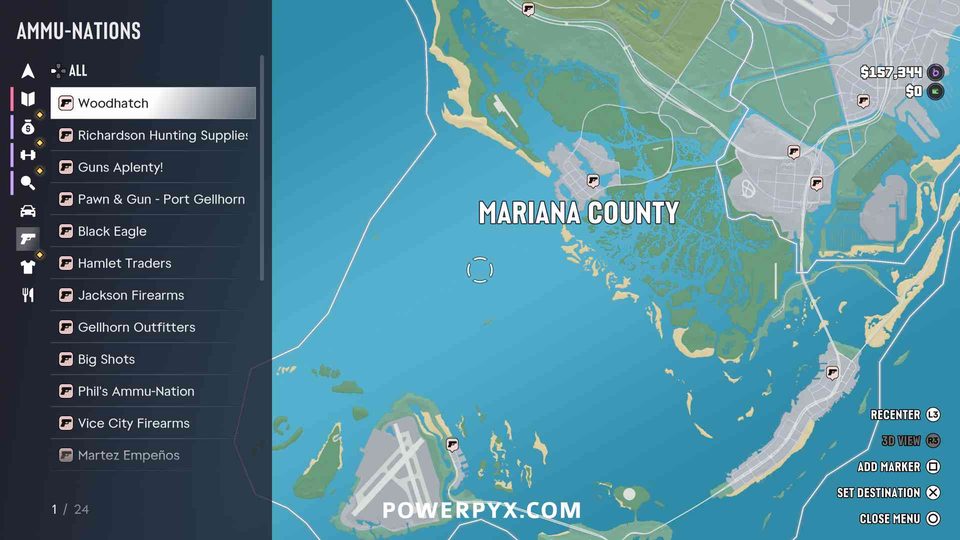 AMMU-NATIONS
ALL
Woodhatch
Richardson Hunting Supplies
Guns Aplenty!
Pawn & Gun - Port Gellhorn
Black Eagle
Hamlet Traders
Jackson Firearms
Gellhorn Outfitters
Big Shots
Phil's Ammu-Nation
Vice City Firearms
Martez Empeños
1 / 24
$157,344
$0
MARIANA COUNTY
RECENTER L3
3D VIEW R3
ADD MARKER
SET DESTINATION
CLOSE MENU
POWERPYX.COM